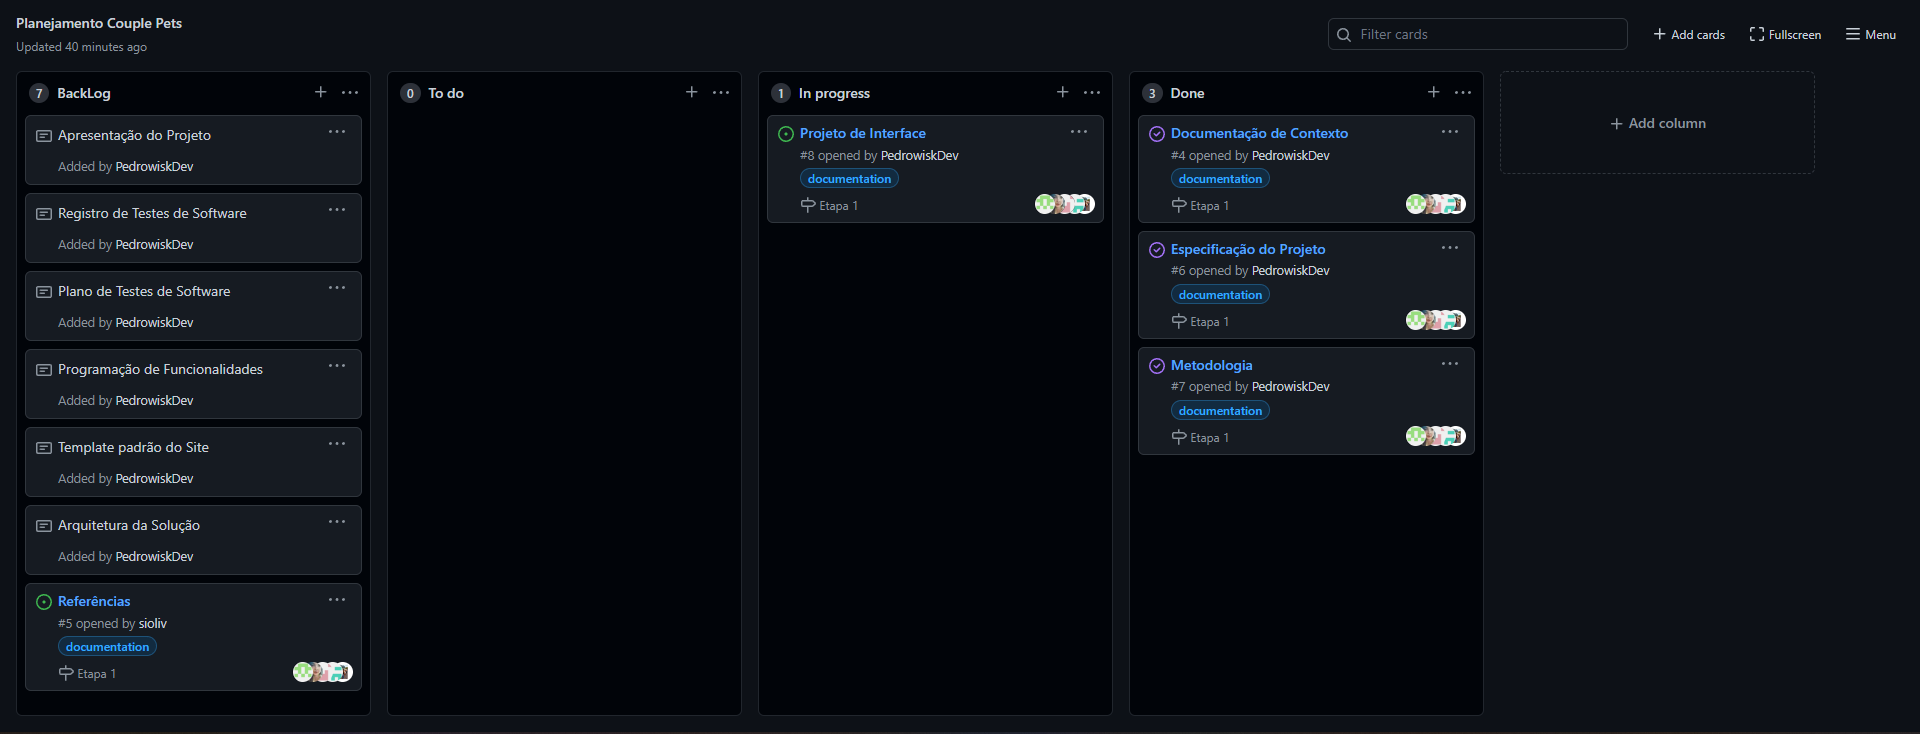 Planejamento Couple Pets
Updated 40 minutes ago
Filter cards
Add cards
Fullscreen
Menu
7 BackLog
Apresentação do Projeto
Added by PedrowiskDev
Registro de Testes de Software
Added by PedrowiskDev
Plano de Testes de Software
Added by PedrowiskDev
Programação de Funcionalidades
Added by PedrowiskDev
Template padrão do Site
Added by PedrowiskDev
Arquitetura da Solução
Added by PedrowiskDev
Referências
#5 opened by sioliv
documentation
Etapa 1
0 To do
1 In progress
Projeto de Interface
#8 opened by PedrowiskDev
documentation
Etapa 1
3 Done
Documentação de Contexto
#4 opened by PedrowiskDev
documentation
Etapa 1
Especificação do Projeto
#6 opened by PedrowiskDev
documentation
Etapa 1
Metodologia
#7 opened by PedrowiskDev
documentation
Etapa 1
Add column